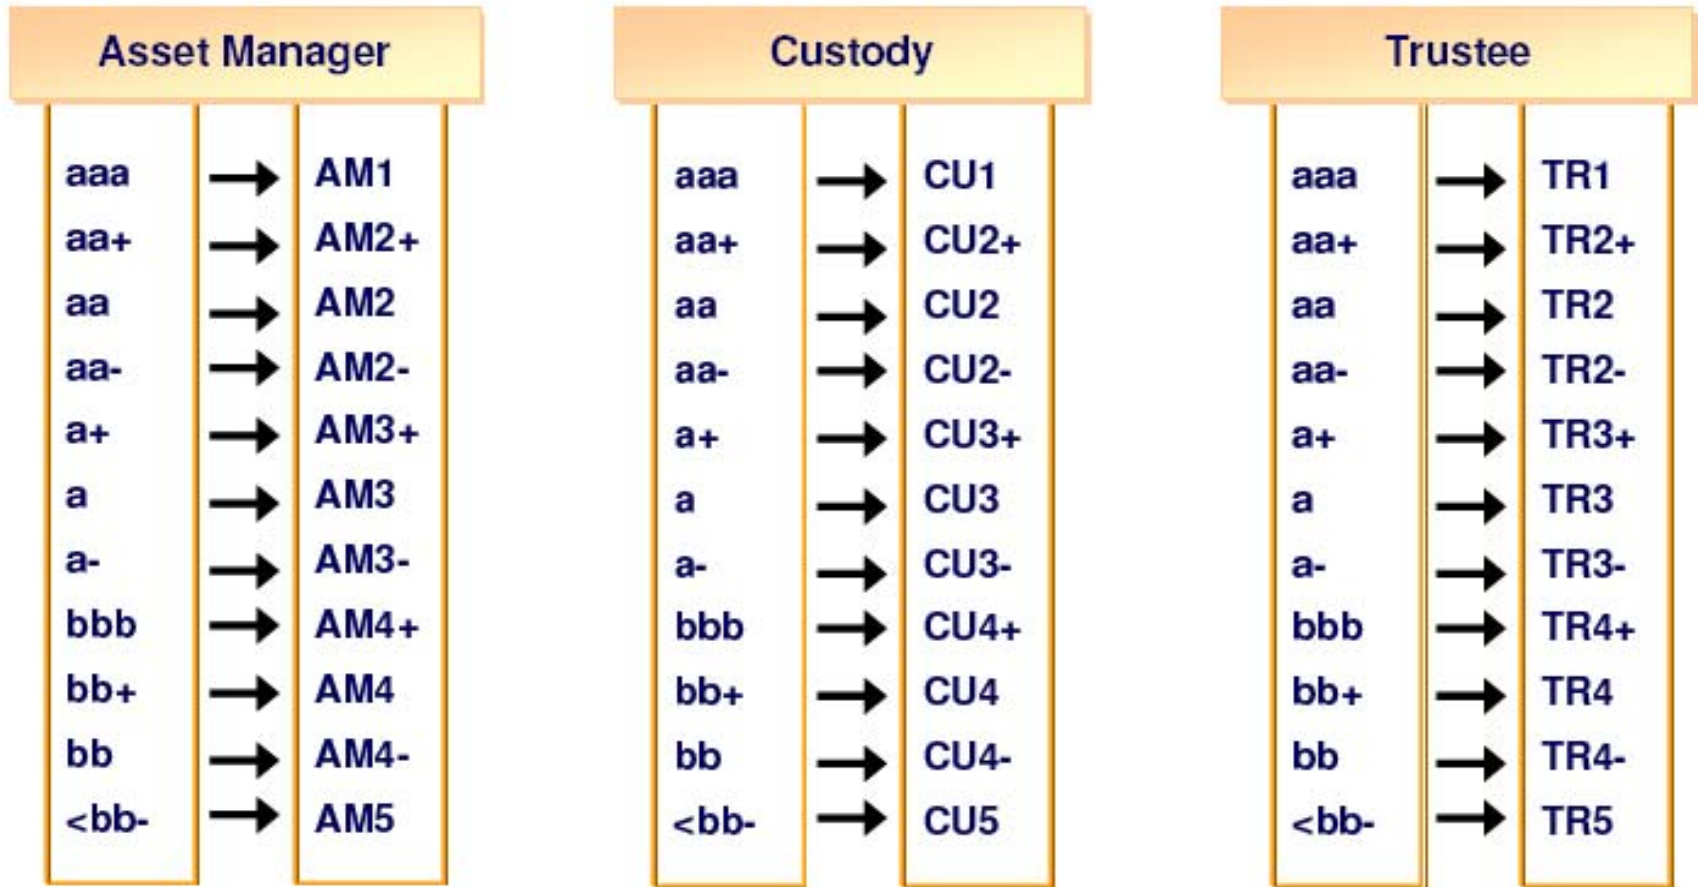 Asset Manager Custody Trustee
aaa AM1 aaa CU1 aaa TR1
aa+ AM2+ aa+ CU2+ aa+ TR2+
aa AM2 aa CU2 aa TR2
aa- AM2- aa- CU2- aa- TR2-
a+ AM3+ a+ CU3+ a+ TR3+
a AM3 a CU3 a TR3
a- AM3- a- CU3- a- TR3-
bbb AM4+ bbb CU4+ bbb TR4+
bb+ AM4 bb+ CU4 bb+ TR4
bb AM4- bb CU4- bb TR4-
<bb- AM5 <bb- CU5 <bb- TR5